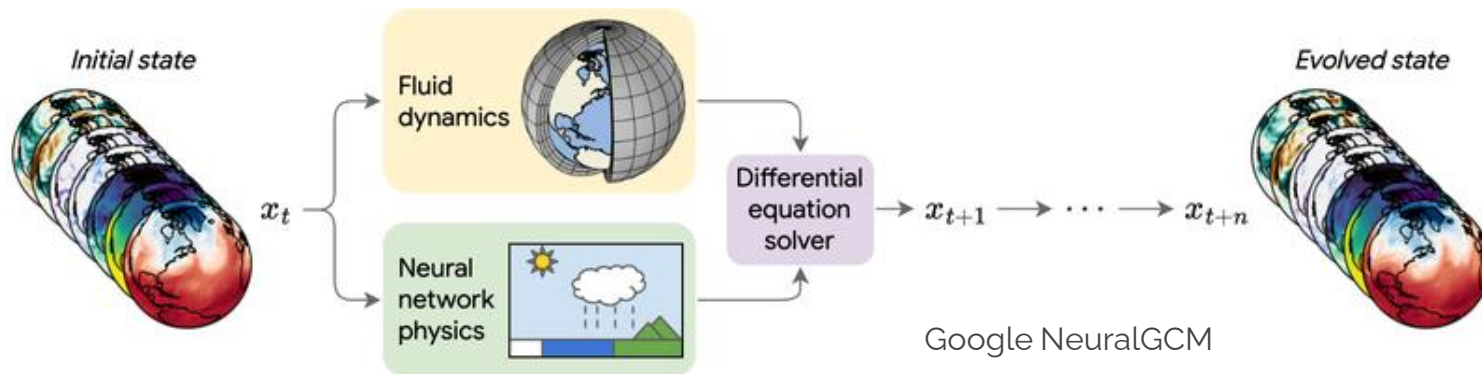 Initial state
x_t
Fluid
dynamics
Neural
network
physics
Differential
equation
solver
x_{t+1}
· · ·
x_{t+n}
Evolved state
Google NeuralGCM